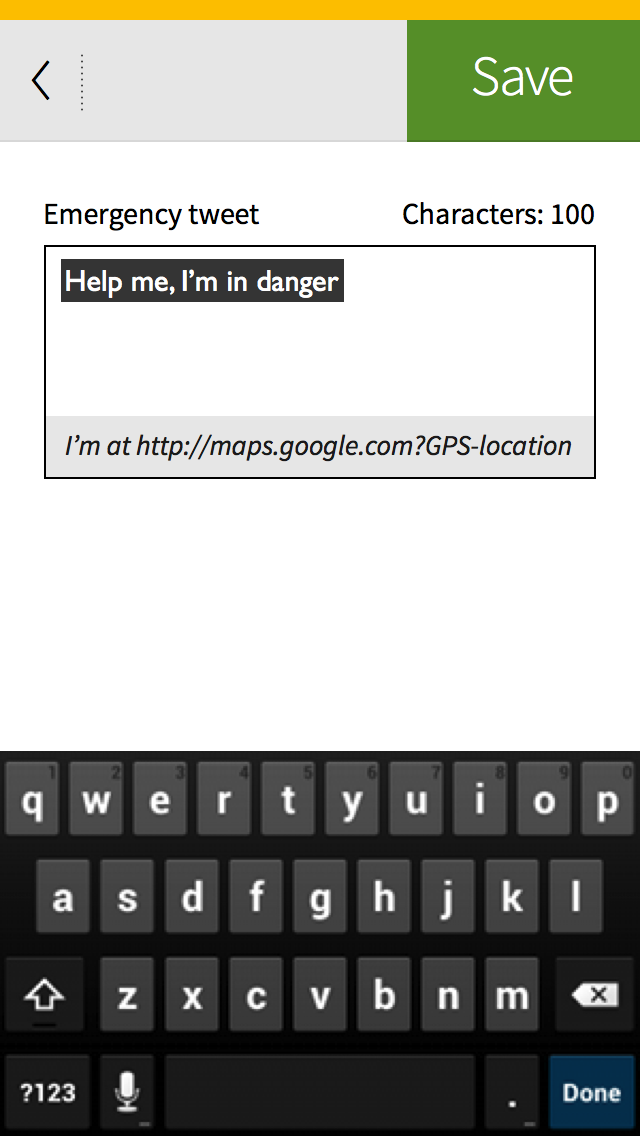 Save
Emergency tweet Characters: 100
Help me, I’m in danger
I’m at http://maps.google.com?GPS-location
1 2 3 4 5 6 7 8 9 0
q w e r t y u i o p
a s d f g h j k l
z x c v b n m
?123 . Done